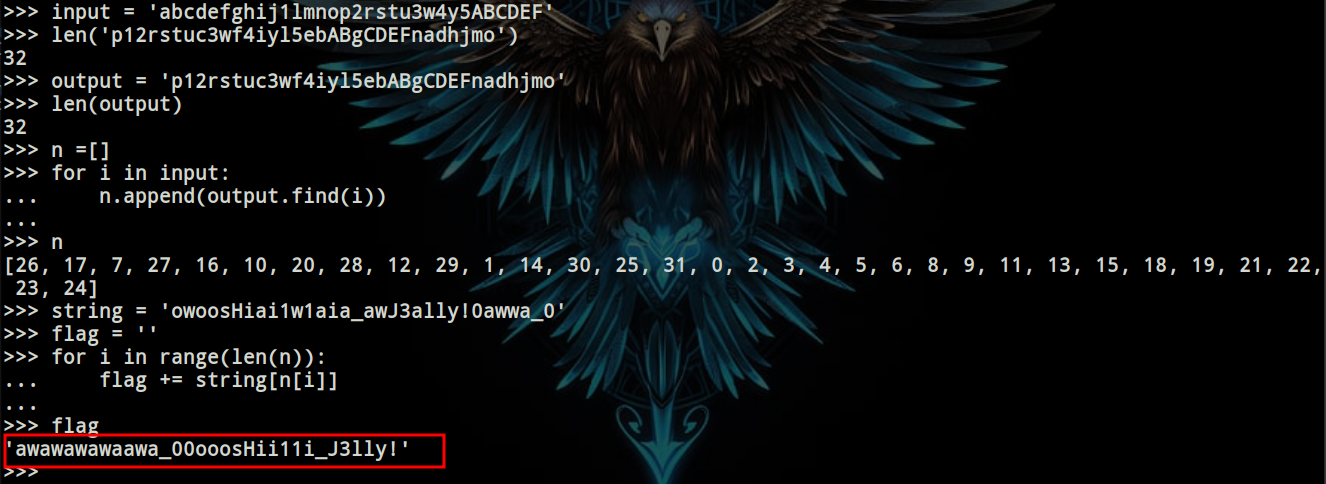 >>> input = 'abcdefghij1lmnop2rstu3w4y5ABCDEF'
>>> len('p12rstuc3wf4iyl5ebABgCDEFnadhjmo')
32
>>> output = 'p12rstuc3wf4iyl5ebABgCDEFnadhjmo'
>>> len(output)
32
>>> n =[]
>>> for i in input:
...     n.append(output.find(i))
...
>>> n
[26, 17, 7, 27, 16, 10, 20, 28, 12, 29, 1, 14, 30, 25, 31, 0, 2, 3, 4, 5, 6, 8, 9, 11, 13, 15, 18, 19, 21, 22,
 23, 24]
>>> string = 'owoosHiai1w1aia_awJ3ally!0awwa_0'
>>> flag = ''
>>> for i in range(len(n)):
...     flag += string[n[i]]
...
>>> flag
'awawawawaawa_00ooosHii11i_J3lly!'
>>>